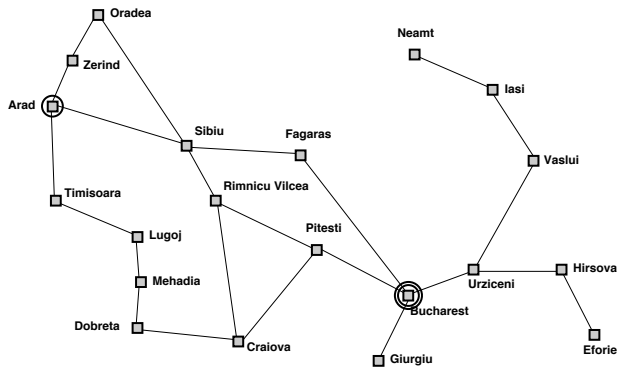 Oradea
Neamt
Zerind
Iasi
Arad
Sibiu
Fagaras
Vaslui
Timisoara
Rimnicu Vilcea
Lugoj
Pitesti
Mehadia
Hirsova
Urziceni
Bucharest
Dobreta
Craiova
Eforie
Giurgiu